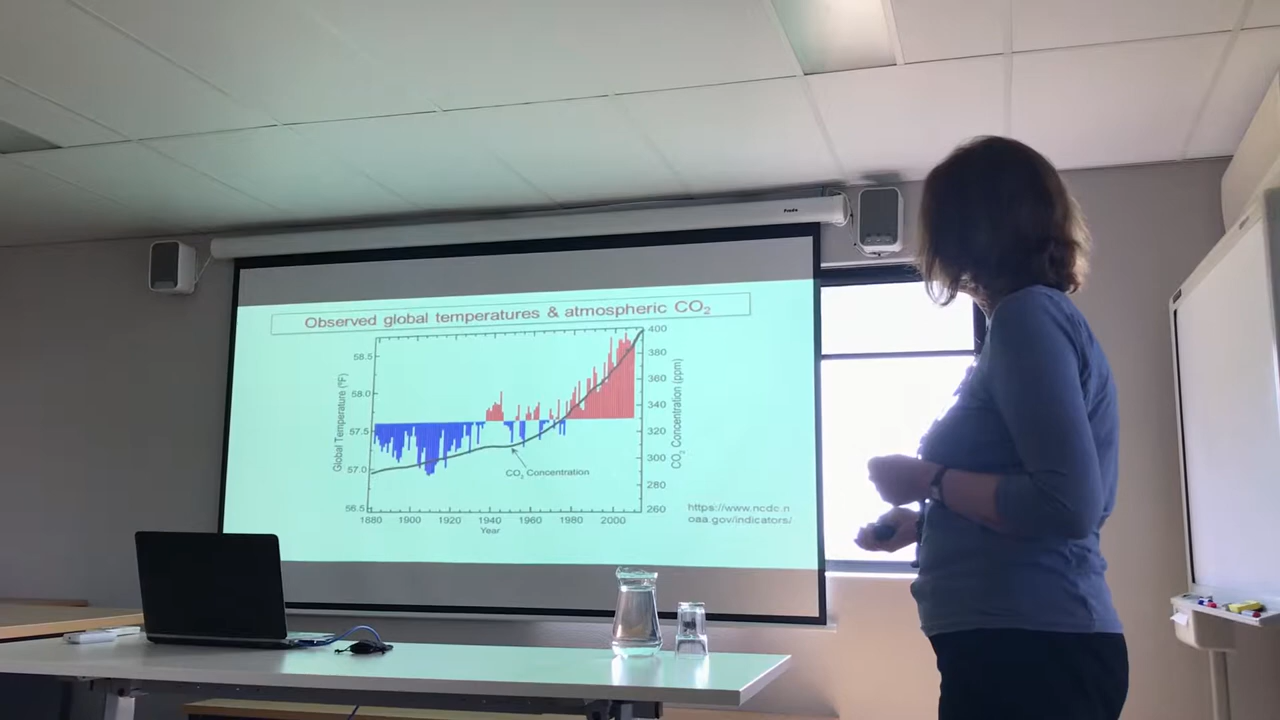 Observed global temperatures & atmospheric CO₂
Global Temperature (°F)
58.5
58.0
57.5
57.0
56.5
400
380
360
340
320
300
280
260
CO₂ Concentration (ppm)
CO₂ Concentration
1880 1900 1920 1940 1960 1980 2000
Year
https://www.ncdc.n
oaa.gov/indicators/